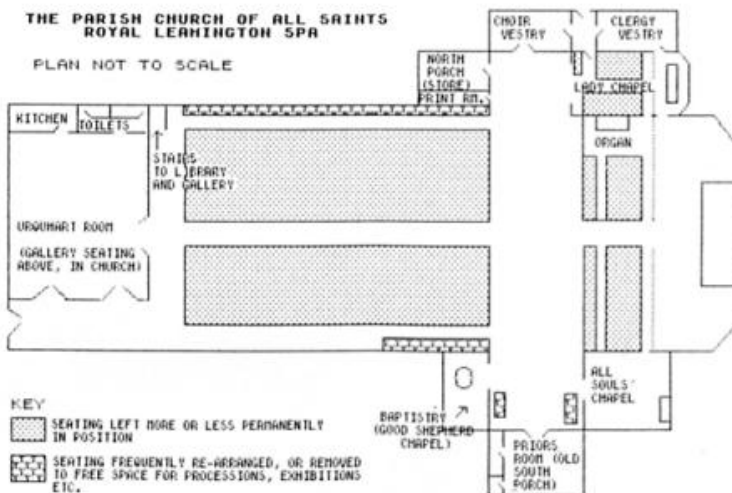 THE PARISH CHURCH OF ALL SAINTS
ROYAL LEAMINGTON SPA
PLAN NOT TO SCALE
CHOIR
VESTRY
CLERGY
VESTRY
NORTH
PORCH
(STORE)
PRINT RM.
LADY CHAPEL
KITCHEN
TOILETS
ORGAN
STAIRS
TO LIBRARY
AND GALLERY
URQUHART ROOM
(GALLERY SEATING
ABOVE, IN CHURCH)
ALL
SOULS'
CHAPEL
BAPTISTRY
(GOOD SHEPHERD
CHAPEL)
PRIORS
ROOM (OLD
SOUTH
PORCH)
KEY
SEATING LEFT MORE OR LESS PERMANENTLY
IN POSITION
SEATING FREQUENTLY RE-ARRANGED, OR REMOVED
TO FREE SPACE FOR PROCESSIONS, EXHIBITIONS
ETC.